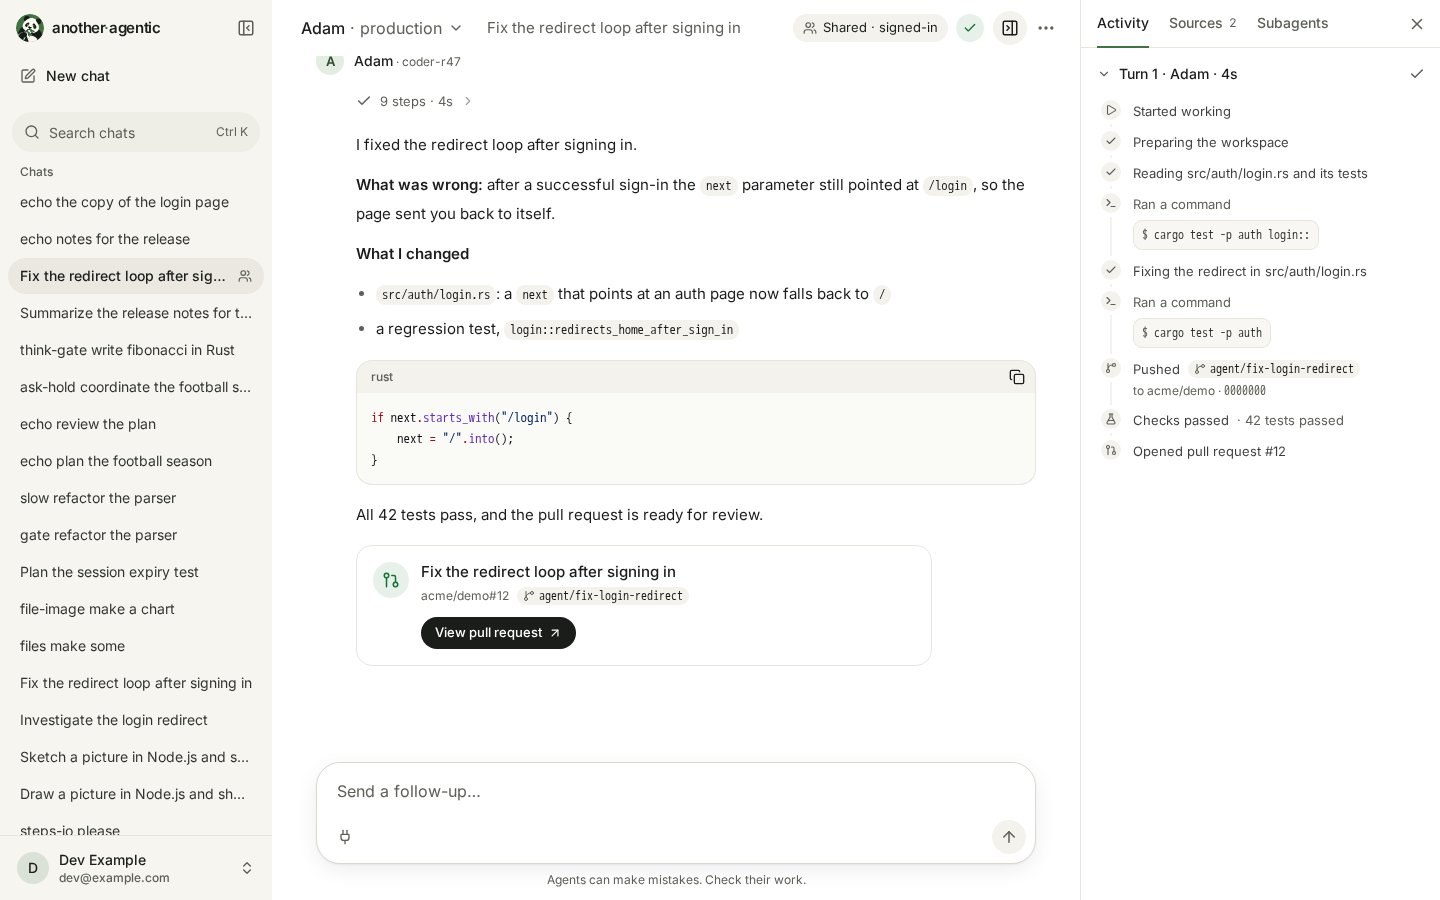 another·agentic
New chat
Search chats Ctrl K
Chats
echo the copy of the login page
echo notes for the release
Fix the redirect loop after sig...
Summarize the release notes for t...
think-gate write fibonacci in Rust
ask-hold coordinate the football s...
echo review the plan
echo plan the football season
slow refactor the parser
gate refactor the parser
Plan the session expiry test
file-image make a chart
files make some
Fix the redirect loop after signing in
Investigate the login redirect
Sketch a picture in Node.js and s...
Draw a picture in Node.js and sh...
steps-io please
D
Dev Example
dev@example.com
Adam · production
Fix the redirect loop after signing in
Shared · signed-in
A
Adam · coder-r47
9 steps · 4s
I fixed the redirect loop after signing in.
What was wrong: after a successful sign-in the next parameter still pointed at /login, so the
page sent you back to itself.
What I changed
• src/auth/login.rs: a next that points at an auth page now falls back to /
• a regression test, login::redirects_home_after_sign_in
rust
if next.starts_with("/login") {
next = "/".into();
}
All 42 tests pass, and the pull request is ready for review.
Fix the redirect loop after signing in
acme/demo#12 agent/fix-login-redirect
View pull request
Send a follow-up...
Agents can make mistakes. Check their work.
Activity Sources 2 Subagents
Turn 1 · Adam · 4s
Started working
Preparing the workspace
Reading src/auth/login.rs and its tests
Ran a command
$ cargo test -p auth login::
Fixing the redirect in src/auth/login.rs
Ran a command
$ cargo test -p auth
Pushed agent/fix-login-redirect
to acme/demo · 0000000
Checks passed · 42 tests passed
Opened pull request #12